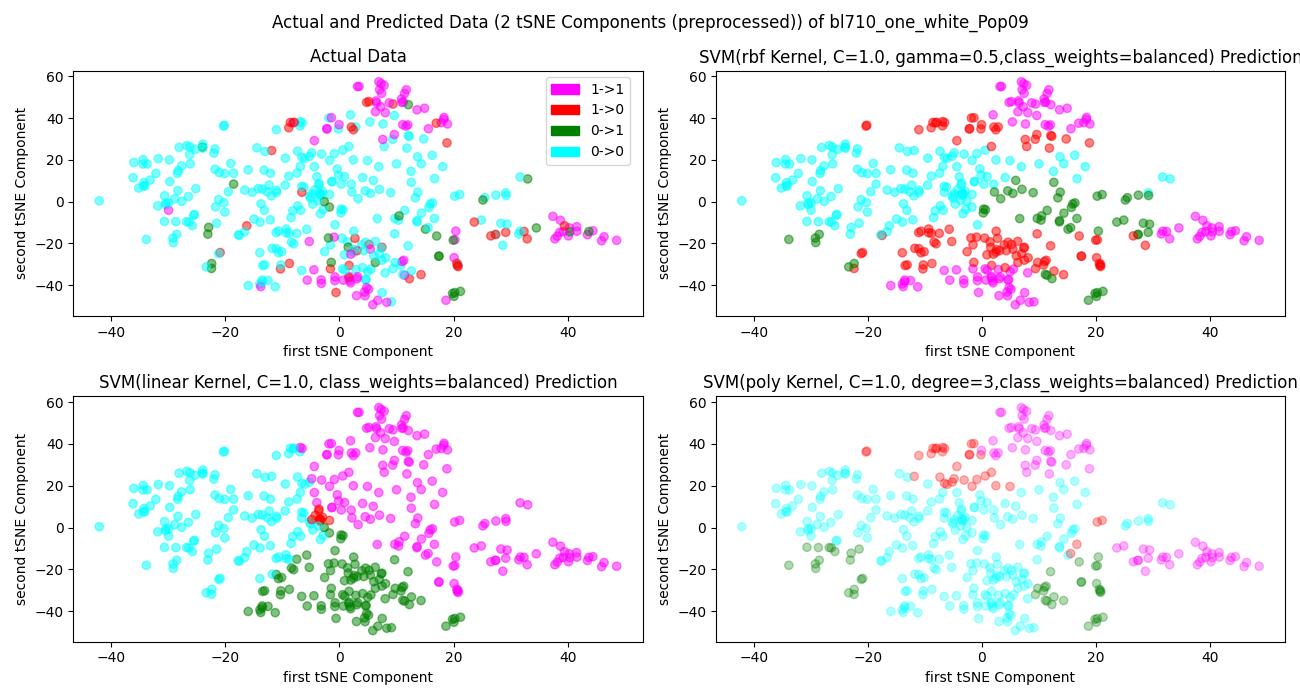 Actual and Predicted Data (2 tSNE Components (preprocessed)) of bl710_one_white_Pop09
Actual Data
60
40
20
0
−20
−40
second tSNE Component
−40 −20 0 20 40
first tSNE Component
1->1
1->0
0->1
0->0
SVM(rbf Kernel, C=1.0, gamma=0.5,class_weights=balanced) Prediction
60
40
20
0
−20
−40
second tSNE Component
−40 −20 0 20 40
first tSNE Component
SVM(linear Kernel, C=1.0, class_weights=balanced) Prediction
60
40
20
0
−20
−40
second tSNE Component
−40 −20 0 20 40
first tSNE Component
SVM(poly Kernel, C=1.0, degree=3,class_weights=balanced) Prediction
60
40
20
0
−20
−40
second tSNE Component
−40 −20 0 20 40
first tSNE Component